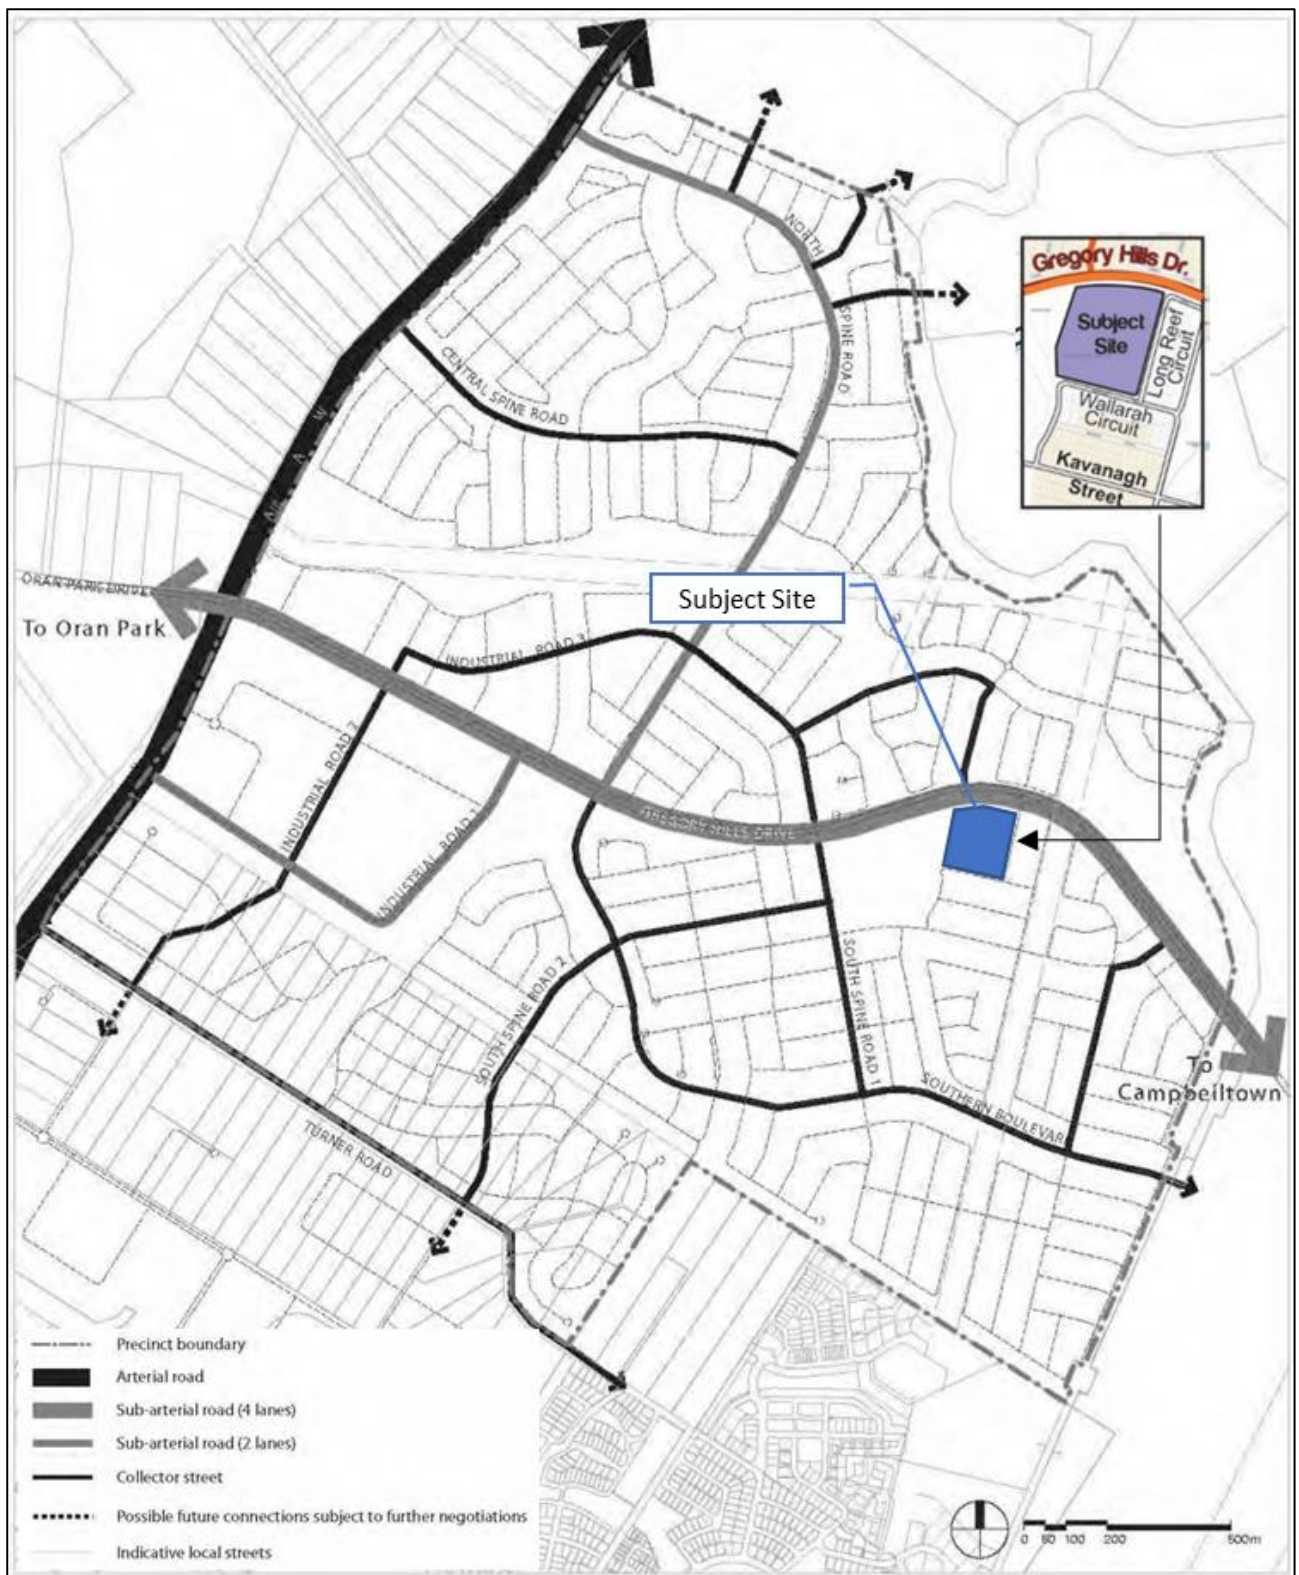 NORTH
SPINE ROAD
CENTRAL SPINE ROAD
Gregory Hills Dr.
Subject
Site
Long Reef
Circuit
Wallarah
Circuit
Kavanagh
Street
W
A
ORAN PARK DRIVE
To Oran Park
Subject Site
INDUSTRIAL ROAD 3
INDUSTRIAL ROAD 2
INDUSTRIAL ROAD
GREGORY HILLS DRIVE
SOUTH SPINE ROAD 2
SOUTH SPINE ROAD 1
SOUTHERN BOULEVAR
To
Campbelltown
TURNER ROAD
Precinct boundary
Arterial road
Sub-arterial road (4 lanes)
Sub-arterial road (2 lanes)
Collector street
Possible future connections subject to further negotiations
Indicative local streets
0 50 100 200 500m